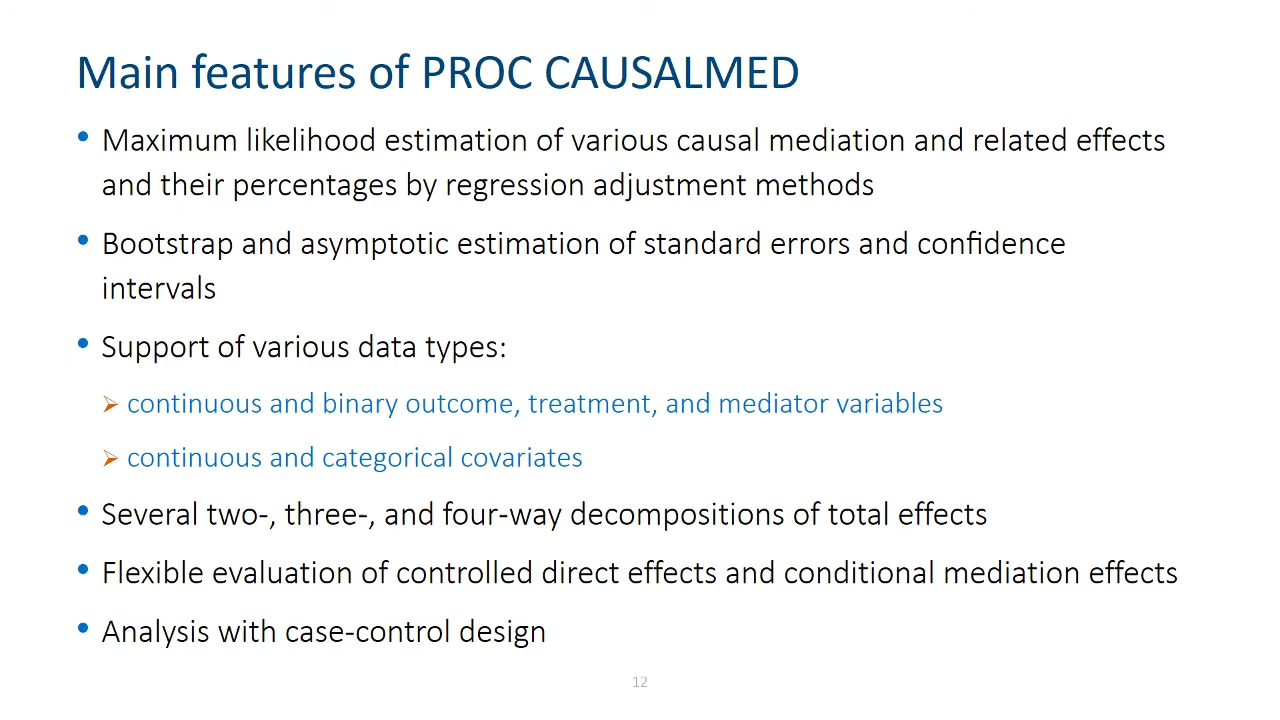 Main features of PROC CAUSALMED
• Maximum likelihood estimation of various causal mediation and related effects
and their percentages by regression adjustment methods
• Bootstrap and asymptotic estimation of standard errors and confidence
intervals
• Support of various data types:
➢ continuous and binary outcome, treatment, and mediator variables
➢ continuous and categorical covariates
• Several two-, three-, and four-way decompositions of total effects
• Flexible evaluation of controlled direct effects and conditional mediation effects
• Analysis with case-control design
12